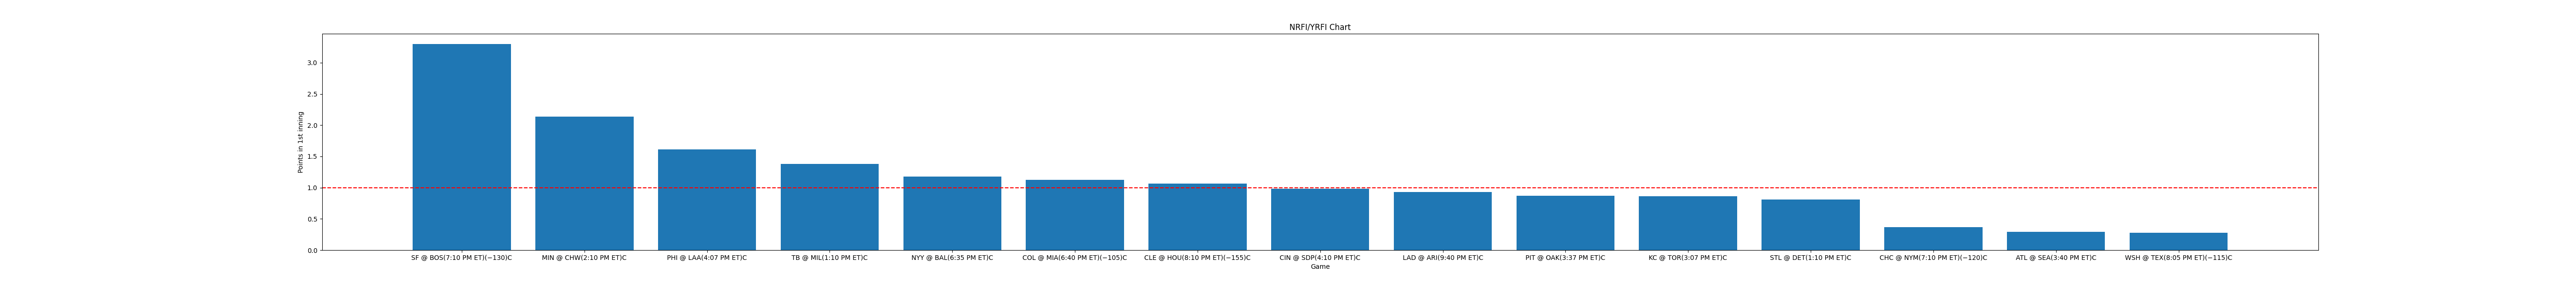 NRFI/YRFI Chart
Points in 1st inning
3.0
2.5
2.0
1.5
1.0
0.5
0.0
SF @ BOS(7:10 PM ET)(−130)C
MIN @ CHW(2:10 PM ET)C
PHI @ LAA(4:07 PM ET)C
TB @ MIL(1:10 PM ET)C
NYY @ BAL(6:35 PM ET)C
COL @ MIA(6:40 PM ET)(−105)C
CLE @ HOU(8:10 PM ET)(−155)C
CIN @ SDP(4:10 PM ET)C
LAD @ ARI(9:40 PM ET)C
PIT @ OAK(3:37 PM ET)C
KC @ TOR(3:07 PM ET)C
STL @ DET(1:10 PM ET)C
CHC @ NYM(7:10 PM ET)(−120)C
ATL @ SEA(3:40 PM ET)C
WSH @ TEX(8:05 PM ET)(−115)C
Game